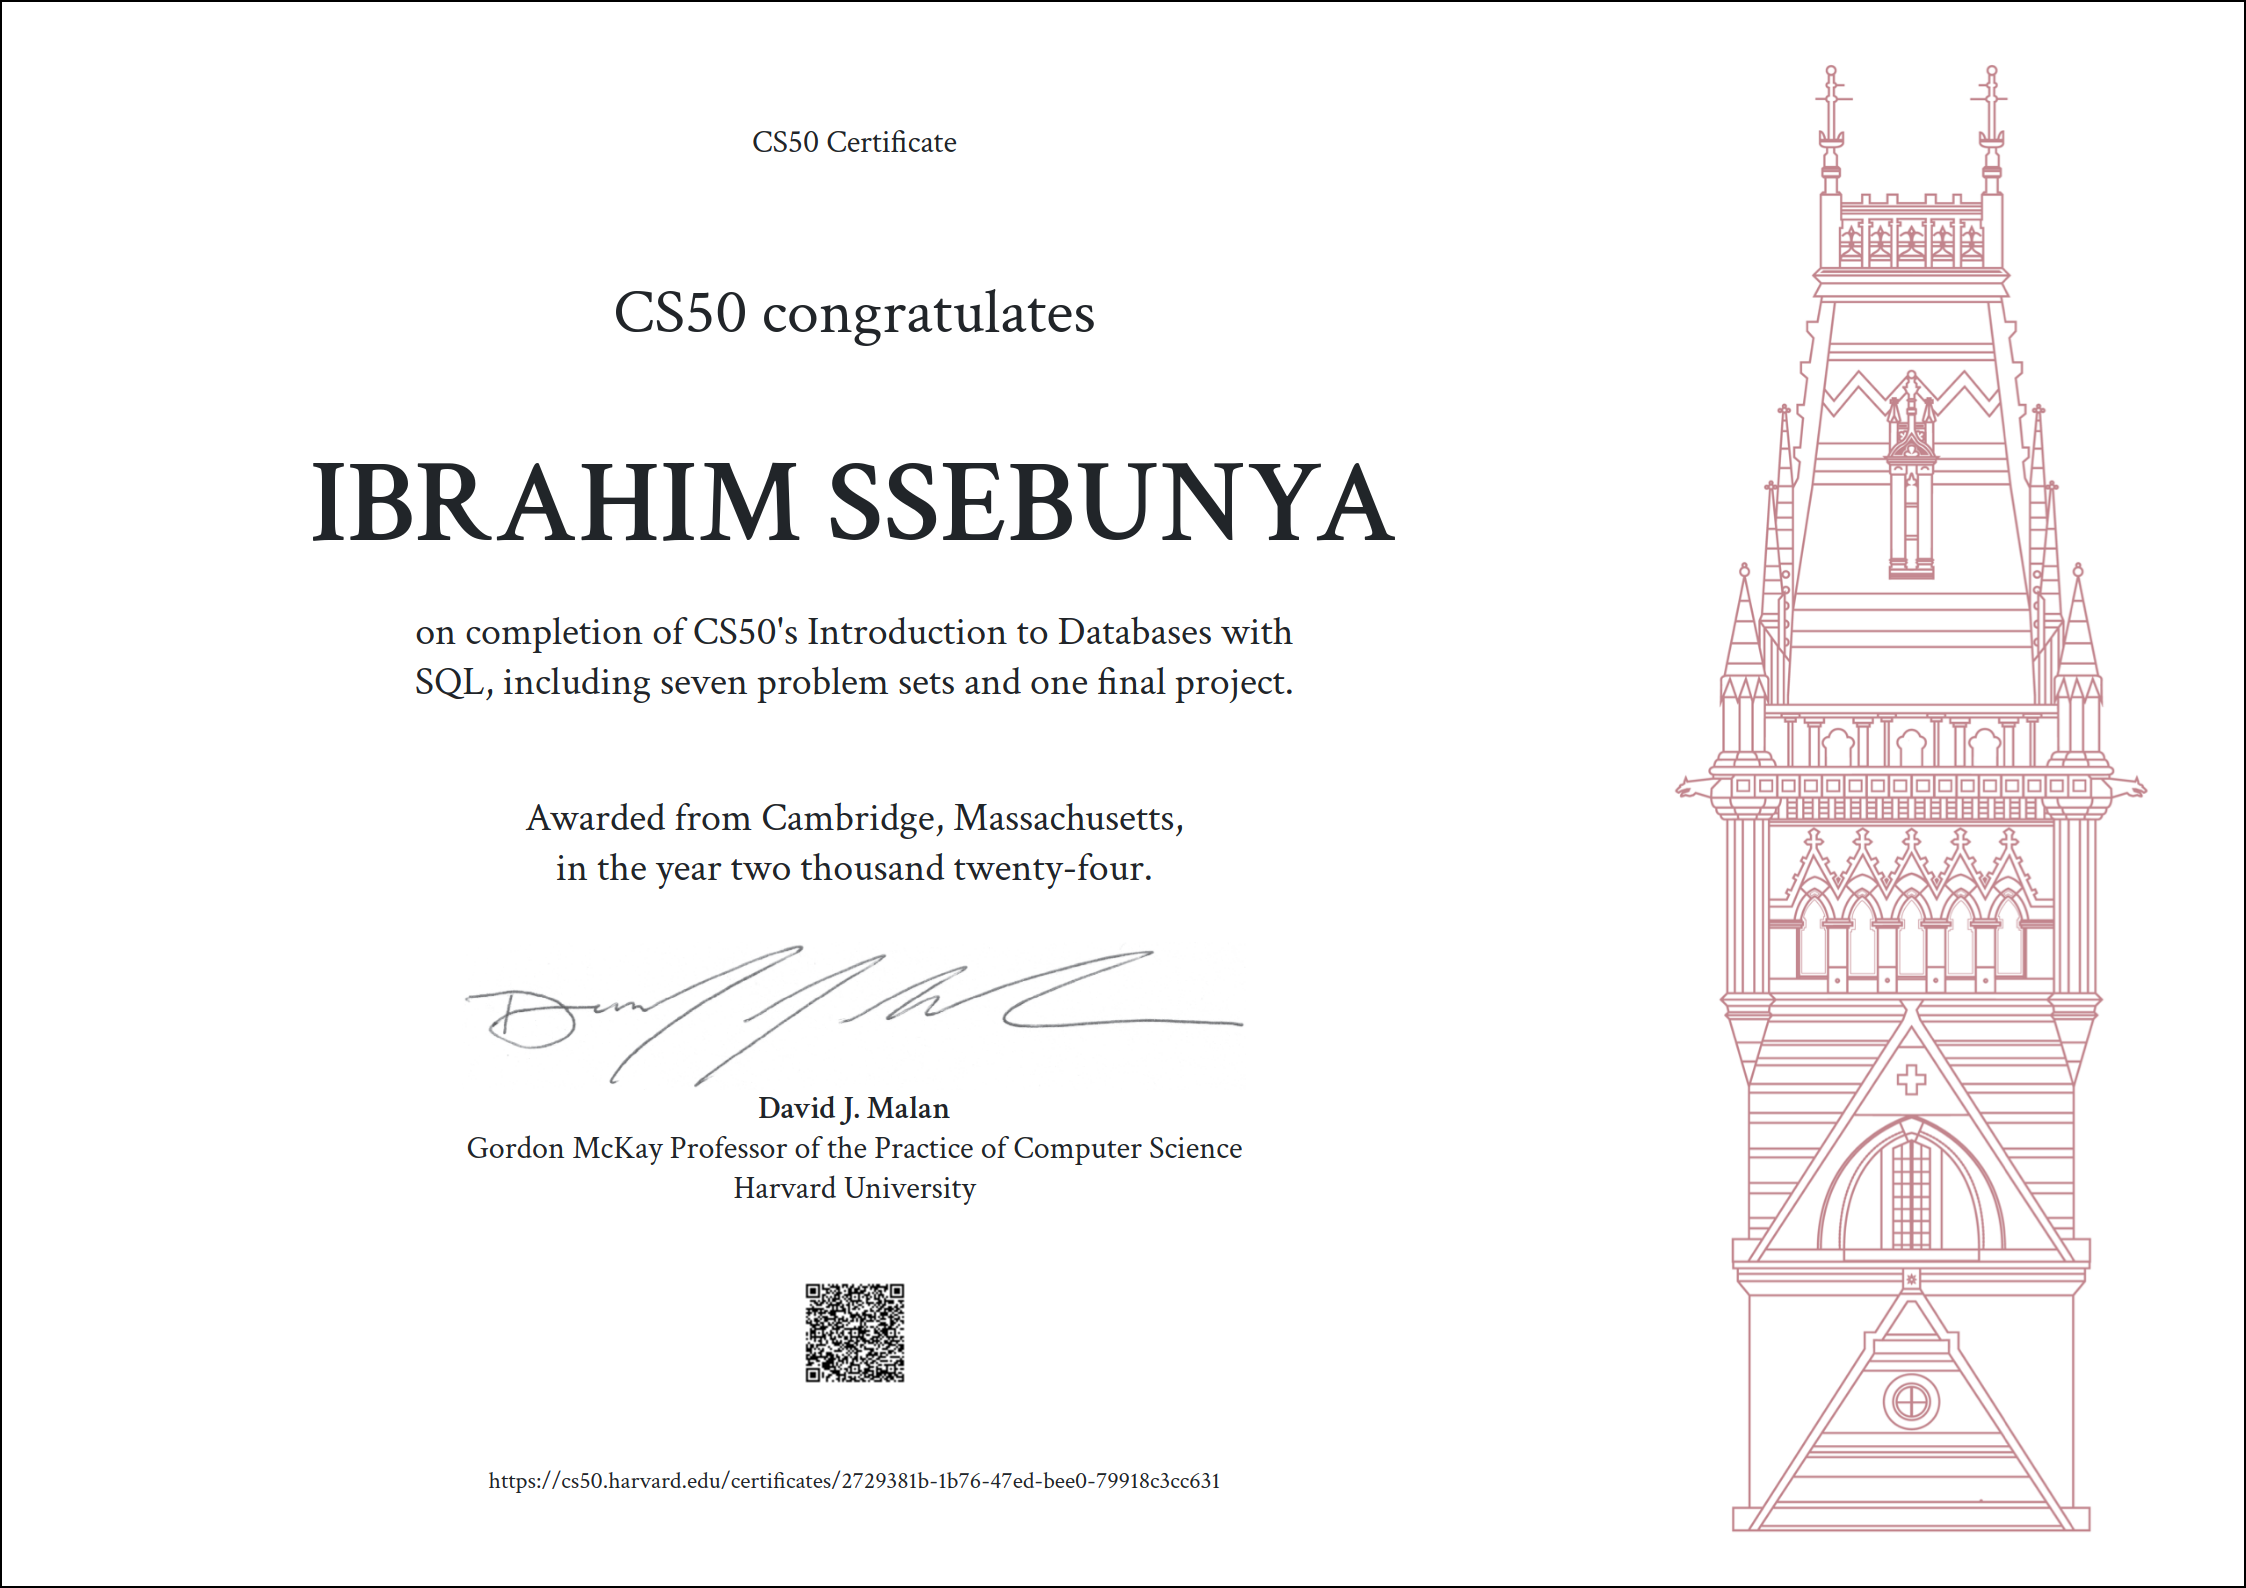 CS50 Certificate
CS50 congratulates
IBRAHIM SSEBUNYA
on completion of CS50's Introduction to Databases with
SQL, including seven problem sets and one final project.
Awarded from Cambridge, Massachusetts,
in the year two thousand twenty-four.
David J. Malan
Gordon McKay Professor of the Practice of Computer Science
Harvard University
https://cs50.harvard.edu/certificates/2729381b-1b76-47ed-bee0-79918c3cc631